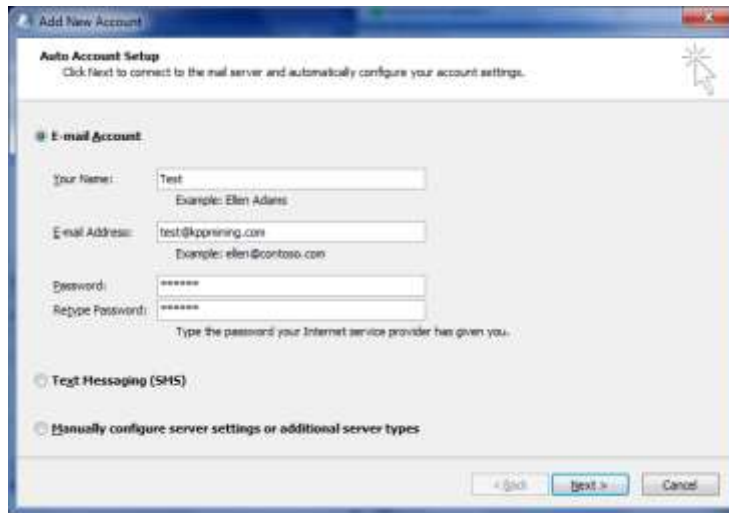 Add New Account
Auto Account Setup
Click Next to connect to the mail server and automatically configure your account settings.
E-mail Account
Your Name: Test
Example: Ellen Adams
E-mail Address: test@kppmining.com
Example: ellen@contoso.com
Password: ******
Retype Password: ******
Type the password your Internet service provider has given you.
Text Messaging (SMS)
Manually configure server settings or additional server types
< Back Next > Cancel